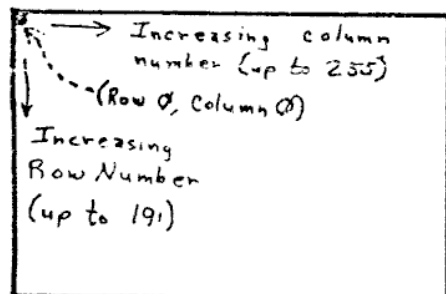 Increasing column
number (up to 255)
(Row Ø, Column Ø)
Increasing
Row Number
(up to 191)